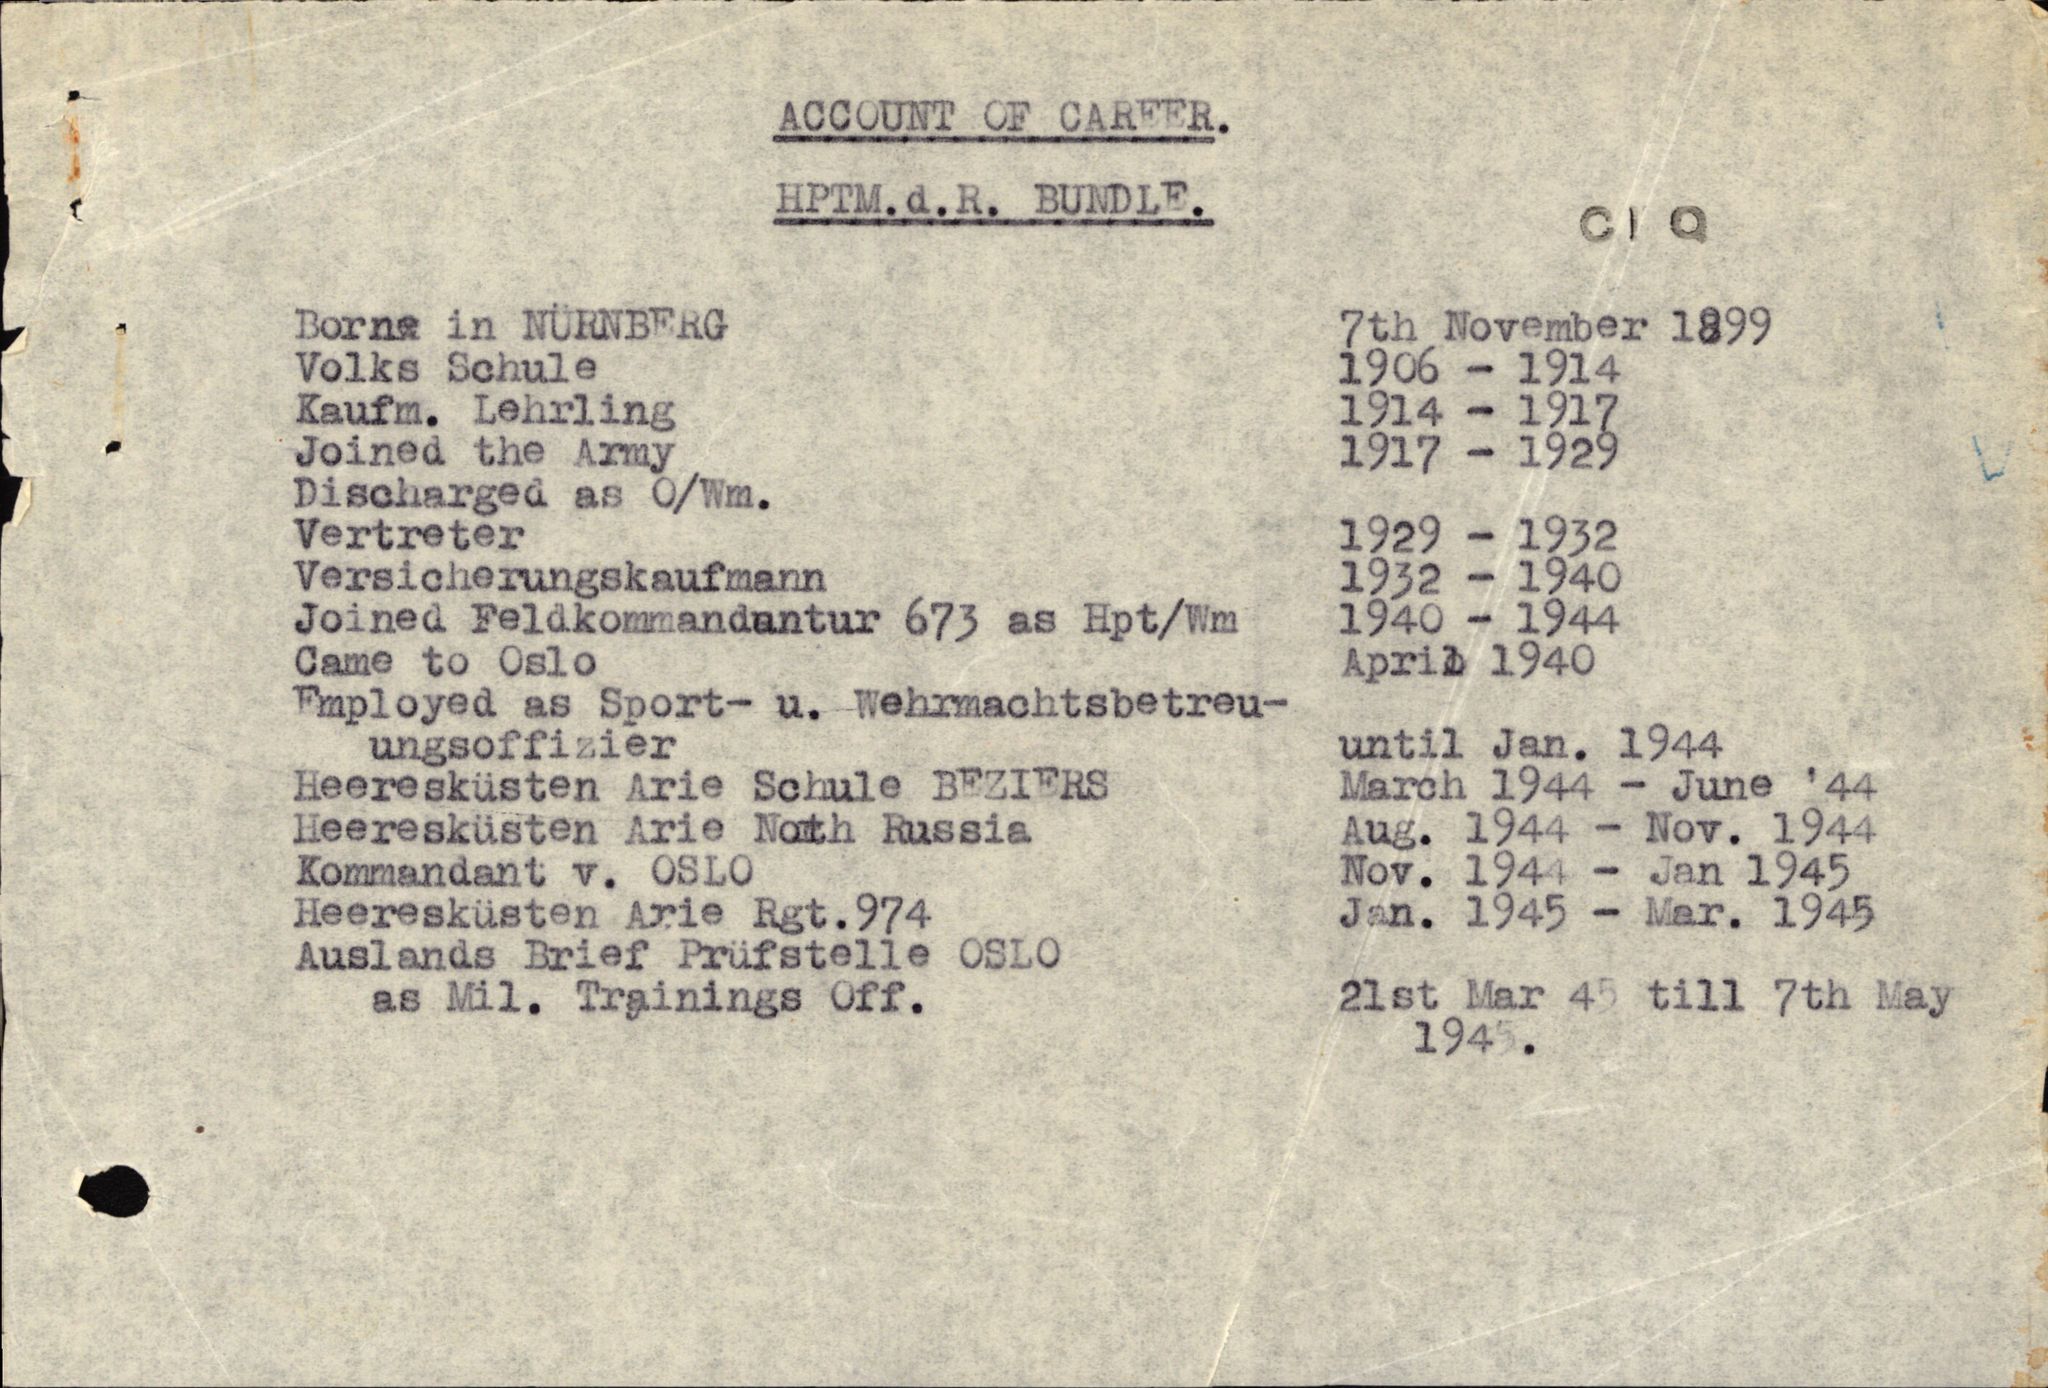 ACCOUNT OF CAREER.
HPTM.d.R. BUNDLE.
C I Q
Born in NÜRNBERG 7th November 1899
Volks Schule 1906 - 1914
Kaufm. Lehrling 1914 - 1917
Joined the Army 1917 - 1929
Discharged as O/Wm.
Vertreter 1929 - 1932
Versicherungskaufmann 1932 - 1940
Joined Feldkommandantur 673 as Hpt/Wm 1940 - 1944
Came to Oslo April 1940
Employed as Sport- u. Wehrmachtsbetreu-
ungsoffizier until Jan. 1944
Heeresküsten Arie Schule BEZIERS March 1944 - June '44
Heeresküsten Arie North Russia Aug. 1944 - Nov. 1944
Kommandant v. OSLO Nov. 1944 - Jan 1945
Heeresküsten Arie Rgt.974 Jan. 1945 - Mar. 1945
Auslands Brief Prüfstelle OSLO
as Mil. Trainings Off. 21st Mar 45 till 7th May
1945.